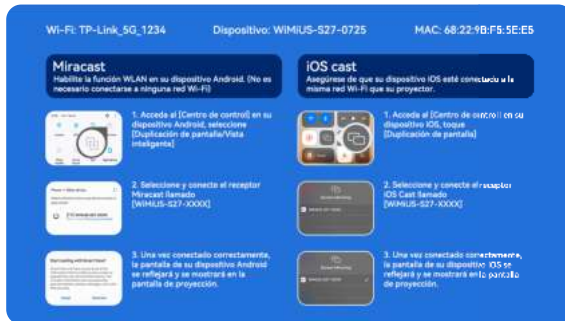 Wi-Fi: TP-Link_5G_1234
Dispositivo: WiMiUS-S27-0725
MAC: 68:22:9B:F5:5E:E5
Miracast
Habilite la función WLAN en su dispositivo Android. (No es
necesario conectarse a ninguna red Wi-Fi)
1. Acceda al [Centro de control] en su
dispositivo Android, seleccione
[Duplicación de pantalla/Vista
inteligente]
2. Seleccione y conecte el receptor
Miracast llamado
[WiMiUS-S27-XXXX]
3. Una vez conectado correctamente,
la pantalla de su dispositivo Android
se reflejará y se mostrará en la
pantalla de proyección.
iOS cast
Asegúrese de que su dispositivo iOS esté conectado a la
misma red Wi-Fi que su proyector.
1. Acceda al [Centro de control] en su
dispositivo iOS, toque
[Duplicación de pantalla]
2. Seleccione y conecte el receptor
iOS Cast llamado
[WiMiUS-S27-XXXX]
3. Una vez conectado correctamente,
la pantalla de su dispositivo iOS se
reflejará y se mostrará en la pantalla
de proyección.